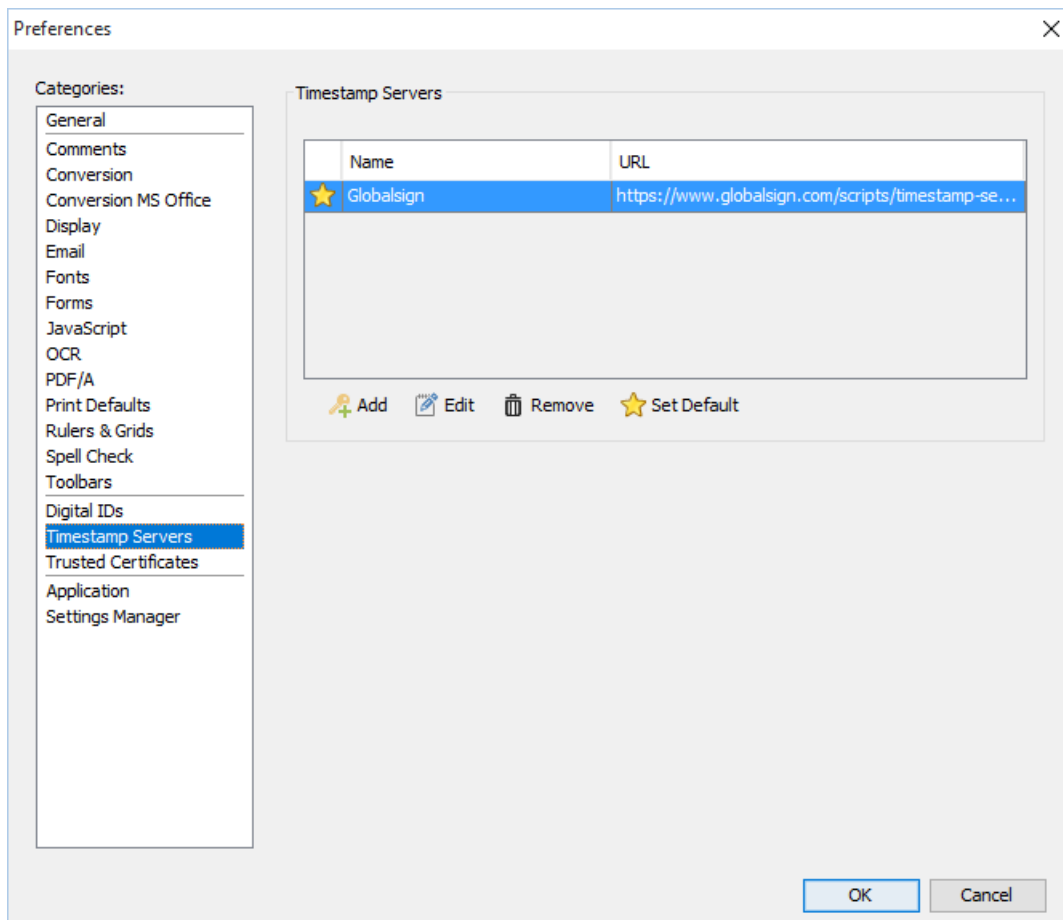 Preferences
Categories:
General
Comments
Conversion
Conversion MS Office
Display
Email
Fonts
Forms
JavaScript
OCR
PDF/A
Print Defaults
Rulers & Grids
Spell Check
Toolbars
Digital IDs
Timestamp Servers
Trusted Certificates
Application
Settings Manager
Timestamp Servers
Name URL
Globalsign https://www.globalsign.com/scripts/timestamp-se...
Add Edit Remove Set Default
OK Cancel